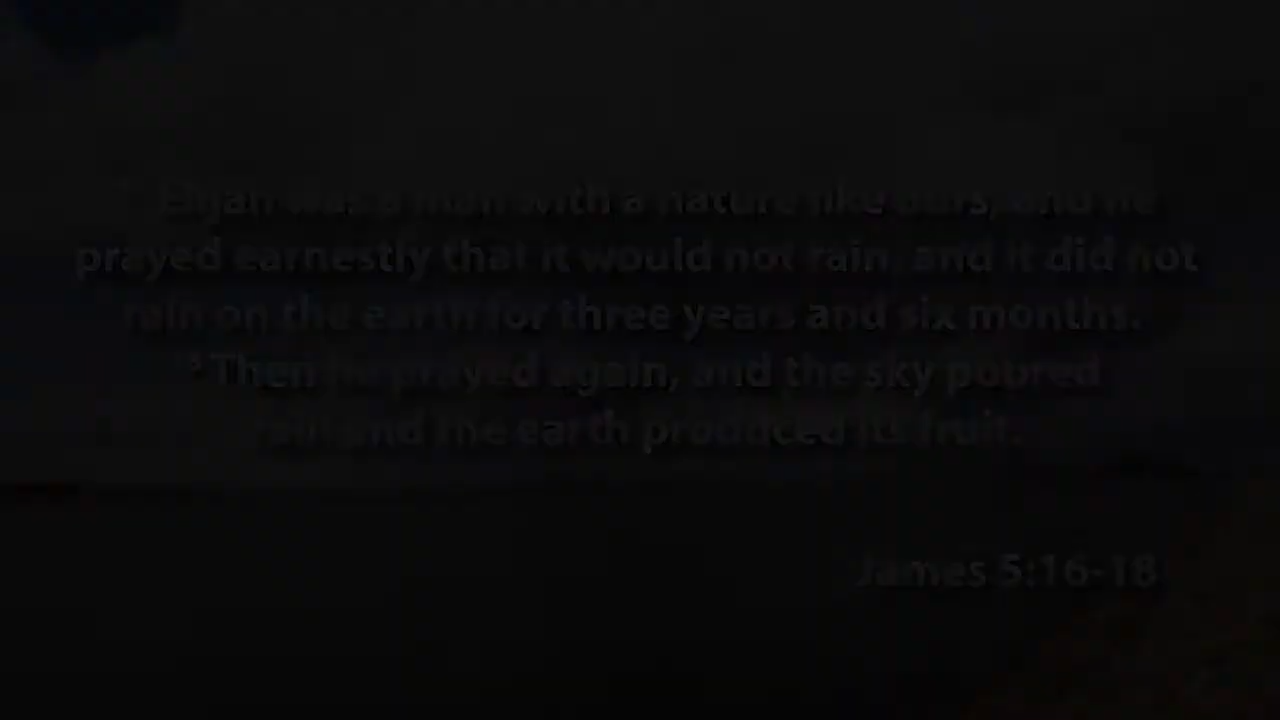 Elijah was a man with a nature like ours, and he
prayed earnestly that it would not rain, and it did not
rain on the earth for three years and six months.
Then he prayed again, and the sky poured
rain and the earth produced its fruit.
James 5:16-18